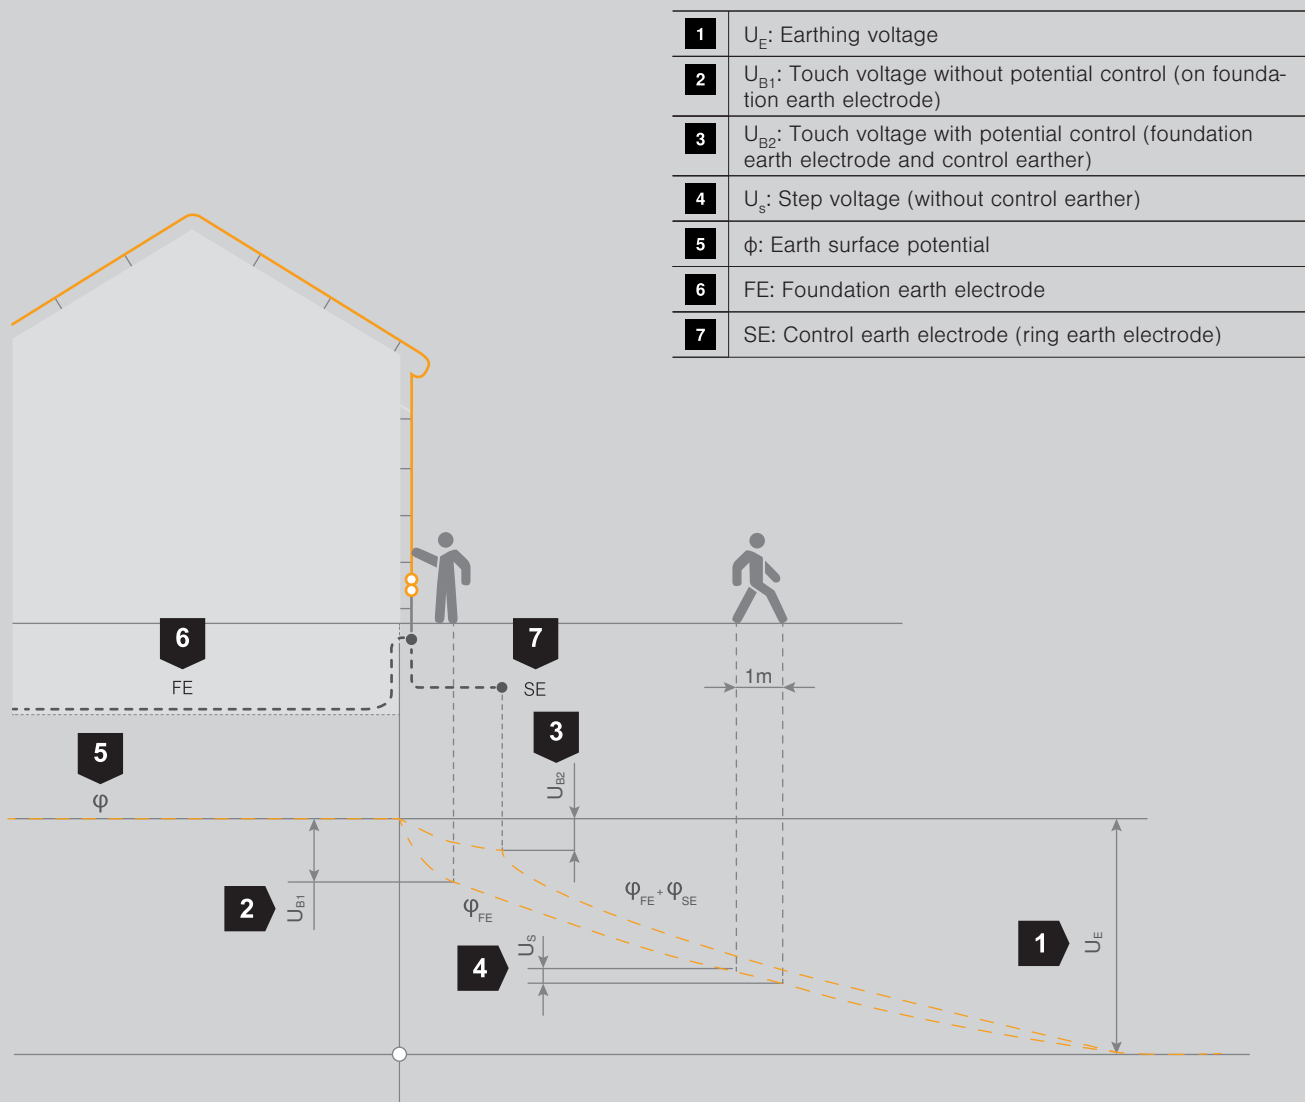 1 U_E: Earthing voltage
2 U_B1: Touch voltage without potential control (on founda-
tion earth electrode)
3 U_B2: Touch voltage with potential control (foundation
earth electrode and control earther)
4 U_s: Step voltage (without control earther)
5 ϕ: Earth surface potential
6 FE: Foundation earth electrode
7 SE: Control earth electrode (ring earth electrode)
6
FE
7
SE
1m
3
U_B2
5
φ
2
U_B1
φ_FE
φ_FE + φ_SE
4
U_S
1
U_E